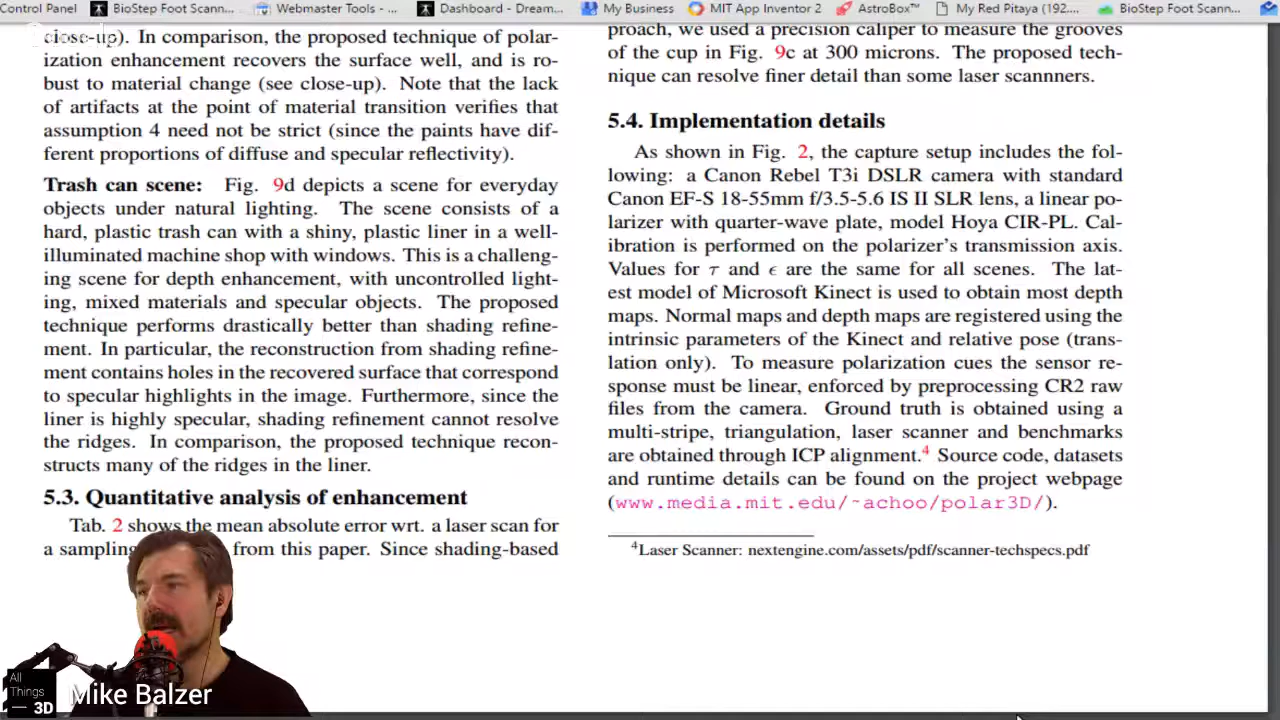 Control Panel
BioStep Foot Scann...
Webmaster Tools - ...
Dashboard - Dream...
My Business
MIT App Inventor 2
AstroBox™
My Red Pitaya (192....
BioStep Foot Scann...
close-up). In comparison, the proposed technique of polar-
ization enhancement recovers the surface well, and is ro-
bust to material change (see close-up). Note that the lack
of artifacts at the point of material transition verifies that
assumption 4 need not be strict (since the paints have dif-
ferent proportions of diffuse and specular reflectivity).
Trash can scene: Fig. 9d depicts a scene for everyday
objects under natural lighting. The scene consists of a
hard, plastic trash can with a shiny, plastic liner in a well-
illuminated machine shop with windows. This is a challeng-
ing scene for depth enhancement, with uncontrolled light-
ing, mixed materials and specular objects. The proposed
technique performs drastically better than shading refine-
ment. In particular, the reconstruction from shading refine-
ment contains holes in the recovered surface that correspond
to specular highlights in the image. Furthermore, since the
liner is highly specular, shading refinement cannot resolve
the ridges. In comparison, the proposed technique recon-
structs many of the ridges in the liner.
5.3. Quantitative analysis of enhancement
Tab. 2 shows the mean absolute error wrt. a laser scan for
a sampling from this paper. Since shading-based
proach, we used a precision caliper to measure the grooves
of the cup in Fig. 9c at 300 microns. The proposed tech-
nique can resolve finer detail than some laser scannners.
5.4. Implementation details
As shown in Fig. 2, the capture setup includes the fol-
lowing: a Canon Rebel T3i DSLR camera with standard
Canon EF-S 18-55mm f/3.5-5.6 IS II SLR lens, a linear po-
larizer with quarter-wave plate, model Hoya CIR-PL. Cal-
ibration is performed on the polarizer's transmission axis.
Values for τ and ϵ are the same for all scenes. The lat-
est model of Microsoft Kinect is used to obtain most depth
maps. Normal maps and depth maps are registered using the
intrinsic parameters of the Kinect and relative pose (trans-
lation only). To measure polarization cues the sensor re-
sponse must be linear, enforced by preprocessing CR2 raw
files from the camera. Ground truth is obtained using a
multi-stripe, triangulation, laser scanner and benchmarks
are obtained through ICP alignment.⁴ Source code, datasets
and runtime details can be found on the project webpage
(www.media.mit.edu/~achoo/polar3D/).
⁴Laser Scanner: nextengine.com/assets/pdf/scanner-techspecs.pdf
All
Things
— 3D
Mike Balzer